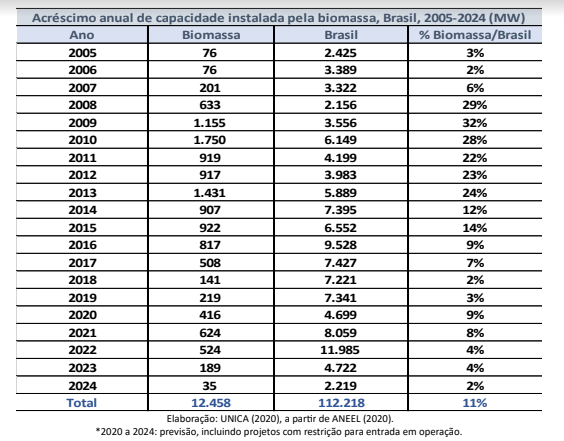 Acréscimo anual de capacidade instalada pela biomassa, Brasil, 2005-2024 (MW)
Ano Biomassa Brasil % Biomassa/Brasil
2005 76 2.425 3%
2006 76 3.389 2%
2007 201 3.322 6%
2008 633 2.156 29%
2009 1.155 3.556 32%
2010 1.750 6.149 28%
2011 919 4.199 22%
2012 917 3.983 23%
2013 1.431 5.889 24%
2014 907 7.395 12%
2015 922 6.552 14%
2016 817 9.528 9%
2017 508 7.427 7%
2018 141 7.221 2%
2019 219 7.341 3%
2020 416 4.699 9%
2021 624 8.059 8%
2022 524 11.985 4%
2023 189 4.722 4%
2024 35 2.219 2%
Total 12.458 112.218 11%
Elaboração: UNICA (2020), a partir de ANEEL (2020).
*2020 a 2024: previsão, incluindo projetos com restrição para entrada em operação.